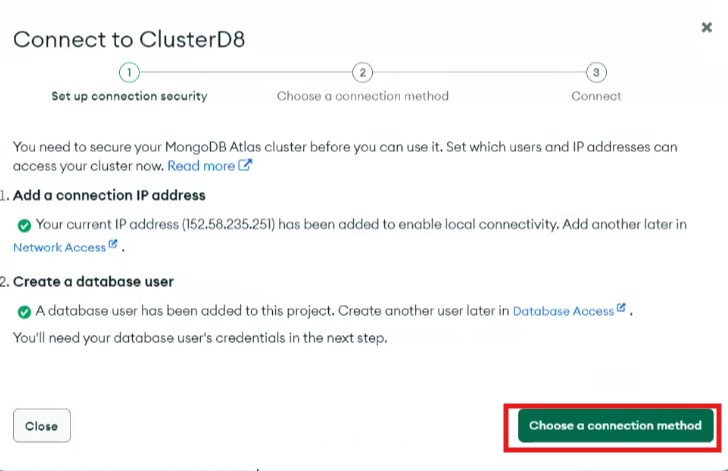 Connect to ClusterD8
1
2
3
Set up connection security
Choose a connection method
Connect
You need to secure your MongoDB Atlas cluster before you can use it. Set which users and IP addresses can
access your cluster now. Read more
1. Add a connection IP address
Your current IP address (152.58.235.251) has been added to enable local connectivity. Add another later in
Network Access .
2. Create a database user
A database user has been added to this project. Create another user later in Database Access .
You'll need your database user's credentials in the next step.
Close
Choose a connection method